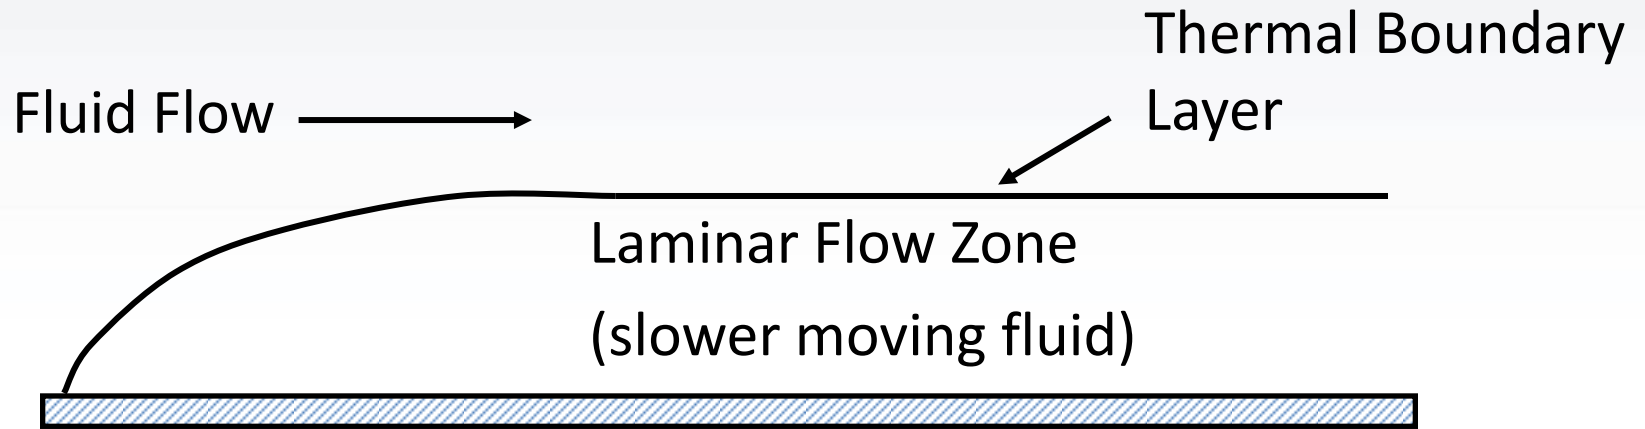 Thermal Boundary
Layer
Fluid Flow
Laminar Flow Zone
(slower moving fluid)